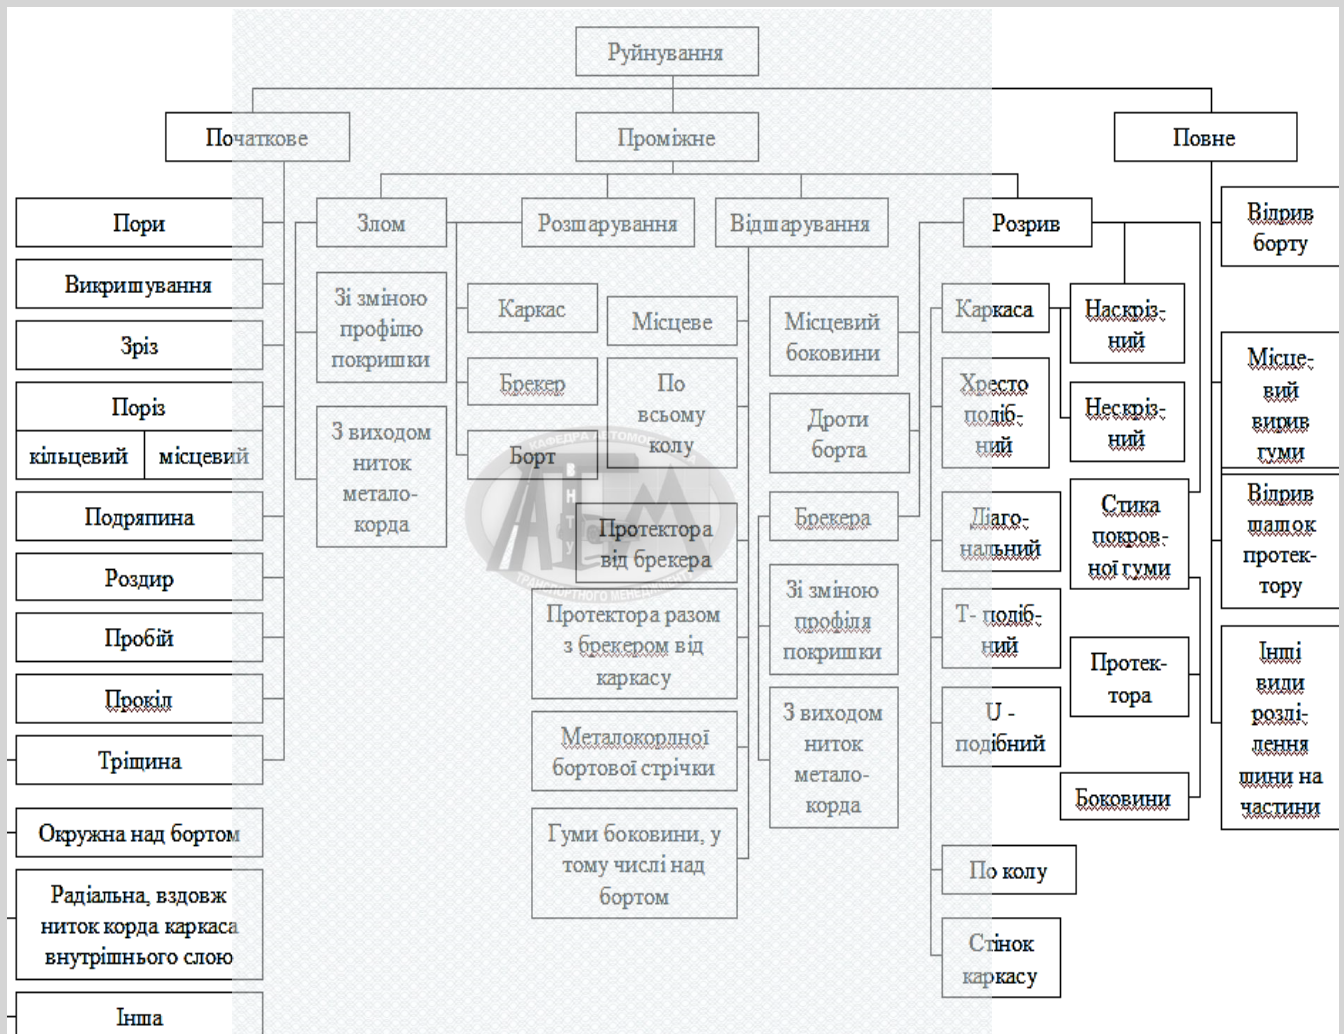 Руйнування
Початкове
Проміжне
Повне
Пори
Викришування
Зріз
Поріз
кільцевий
місцевий
Подряпина
Роздир
Пробій
Прокіл
Тріщина
Окружна над бортом
Радіальна, вздовж
ниток корда каркаса
внутрішнього слою
Інша
Злом
Зі зміною
профілю
покришки
З виходом
ниток
метало-
корда
Розшарування
Каркас
Брекер
Борт
Відшарування
Місцеве
По
всьому
колу
Протектора
від брекера
Протектора разом
з брекером від
каркасу
Металокордної
бортової стрічки
Гуми боковини, у
тому числі над
бортом
Розрив
Місцевий
боковини
Дроти
борта
Брекера
Зі зміною
профіля
покришки
З виходом
ниток
метало-
корда
Каркаса
Хресто
подіб-
ний
Діаго-
нальний
Т- подіб-
ний
U -
подібний
По колу
Стінок
каркасу
Наскріз-
ний
Нескріз-
ний
Стика
покров-
ної гуми
Протек-
тора
Боковини
Відрив
борту
Місце-
вий
вирив
гуми
Відрив
шашок
протек-
тору
Інші
види
розді-
лення
шини на
частини
КАФЕДРА
ВНТУ
ТРАНСПОРТНОГО МЕНЕДЖМЕНТУ